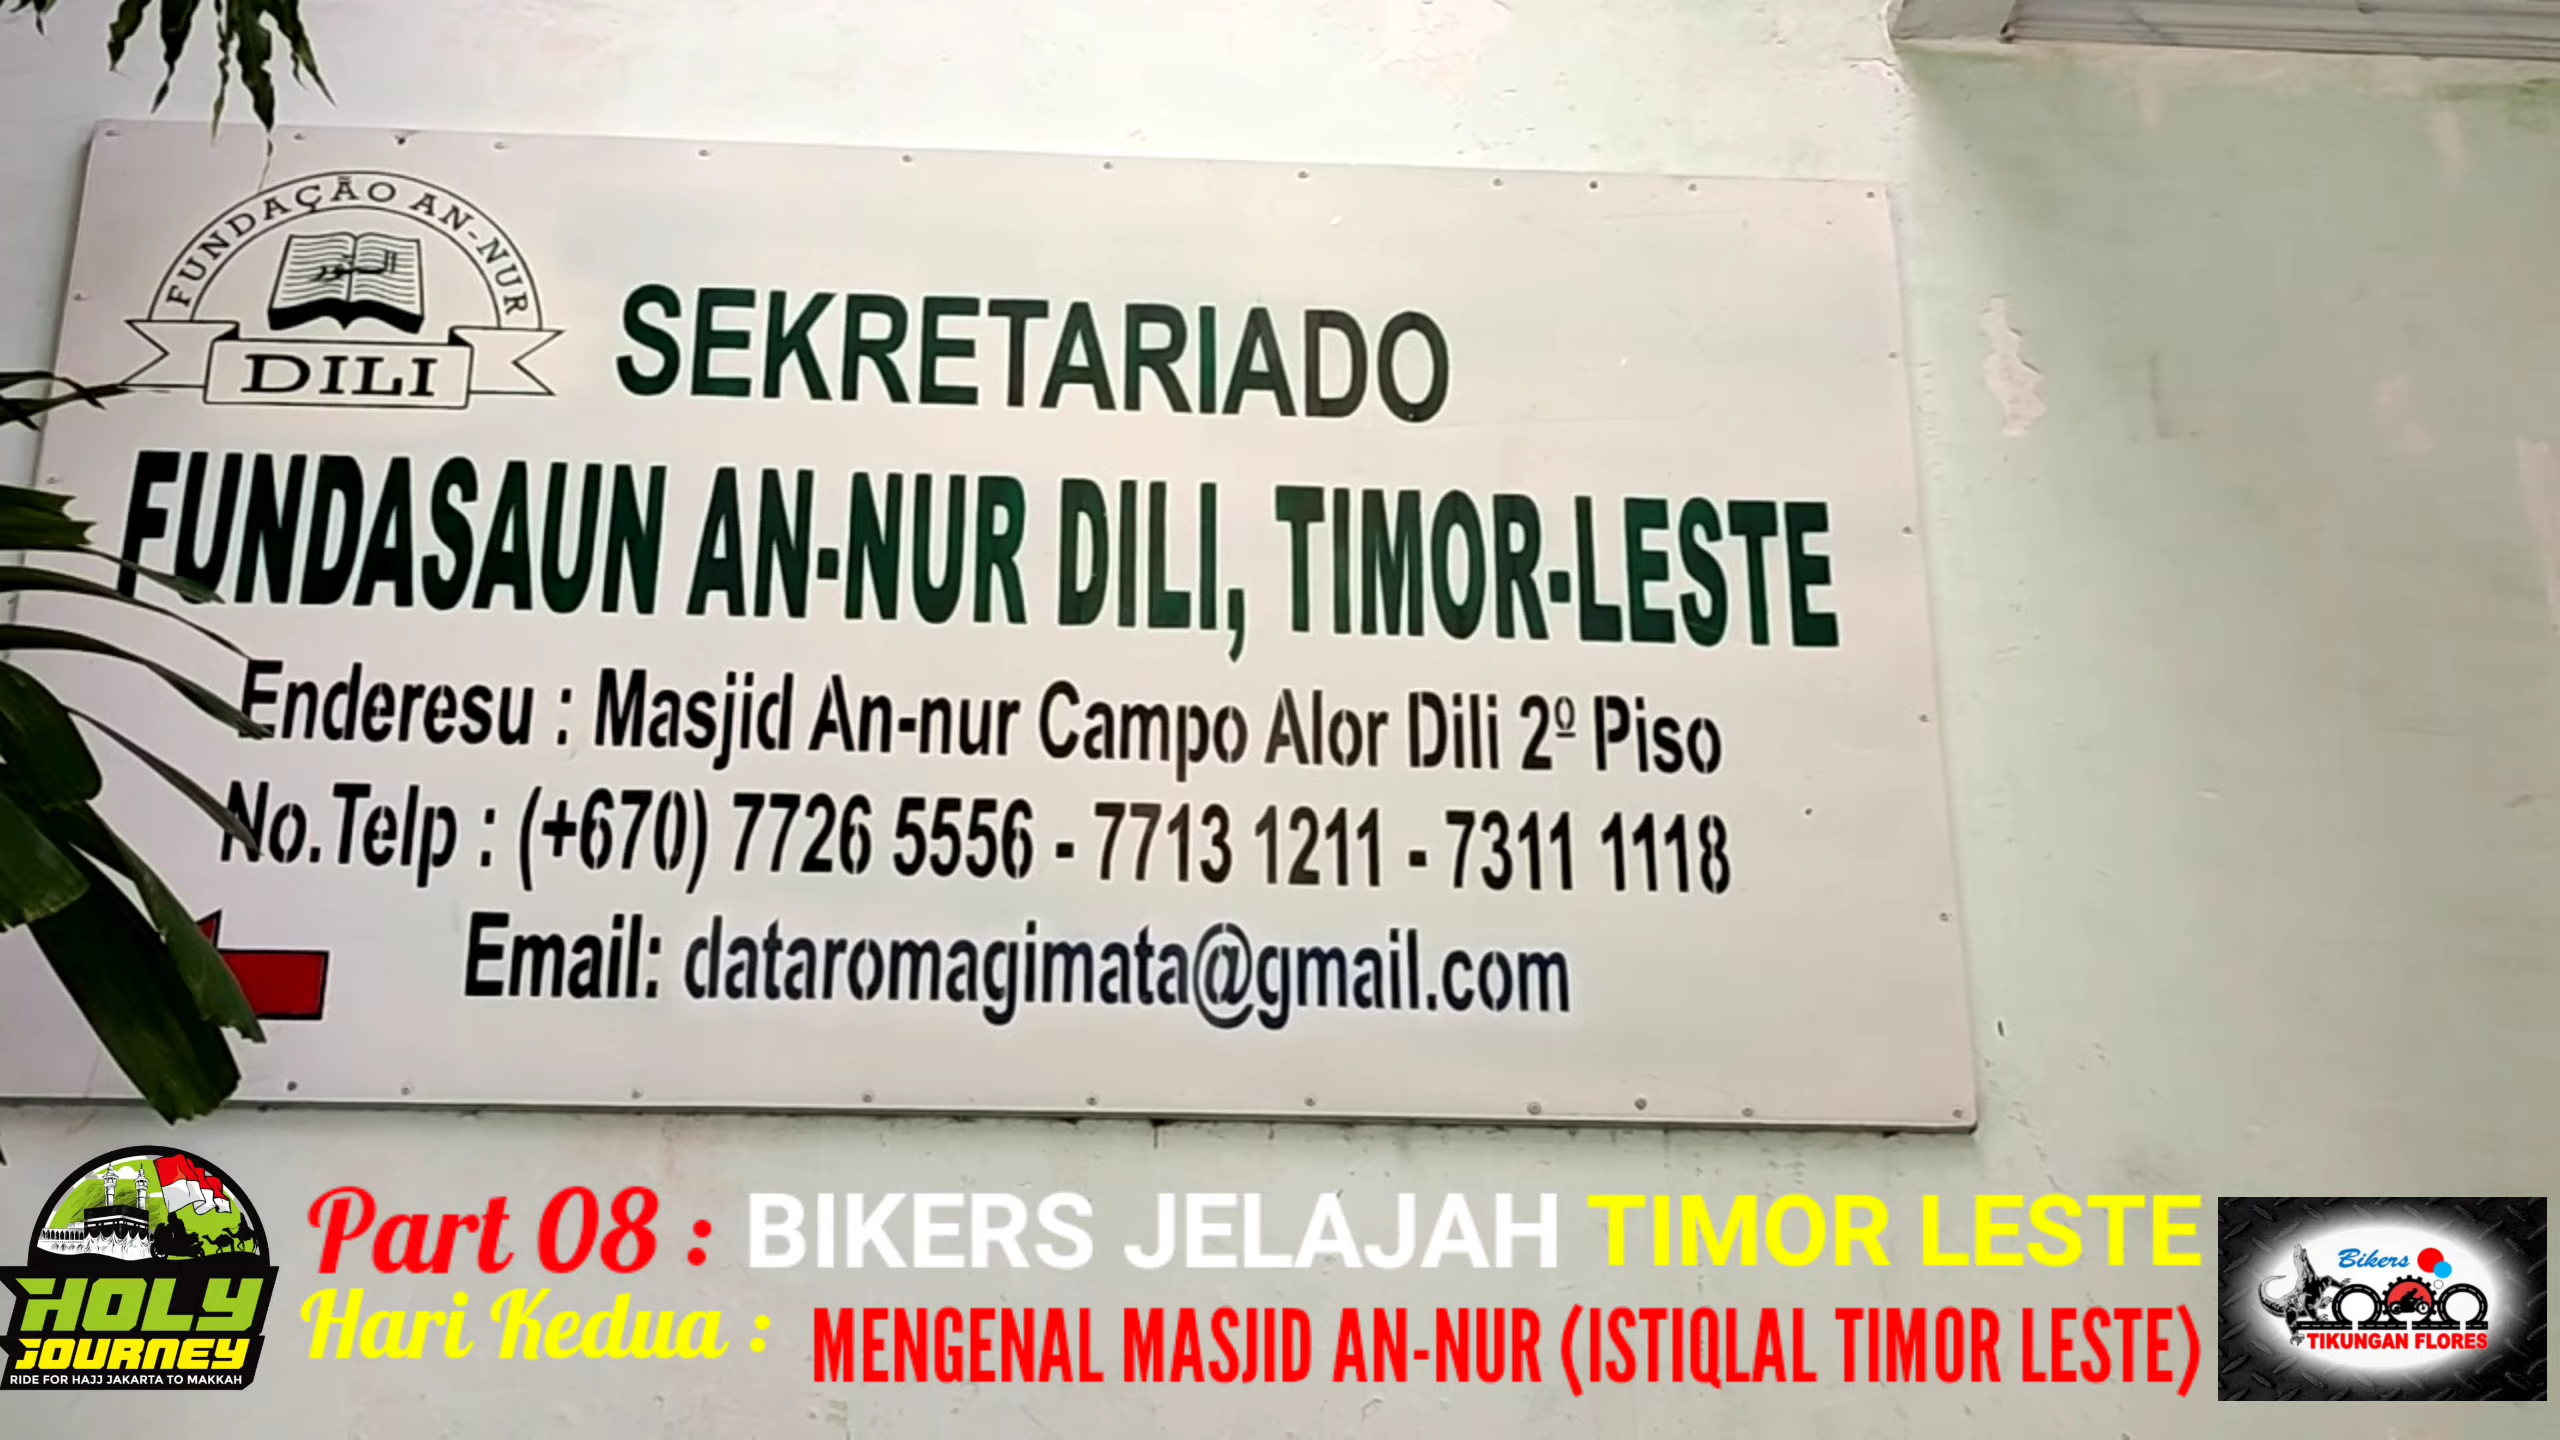 FUNDAÇÃO AN-NUR
DILI
SEKRETARIADO
FUNDASAUN AN-NUR DILI, TIMOR-LESTE
Enderesu : Masjid An-nur Campo Alor Dili 2º Piso
No.Telp : (+670) 7726 5556 - 7713 1211 - 7311 1118
Email: dataromagimata@gmail.com
HOLY
JOURNEY
RIDE FOR HAJJ JAKARTA TO MAKKAH
Part 08 : BIKERS JELAJAH TIMOR LESTE
Hari Kedua : MENGENAL MASJID AN-NUR (ISTIQLAL TIMOR LESTE)
Bikers
TIKUNGAN FLORES